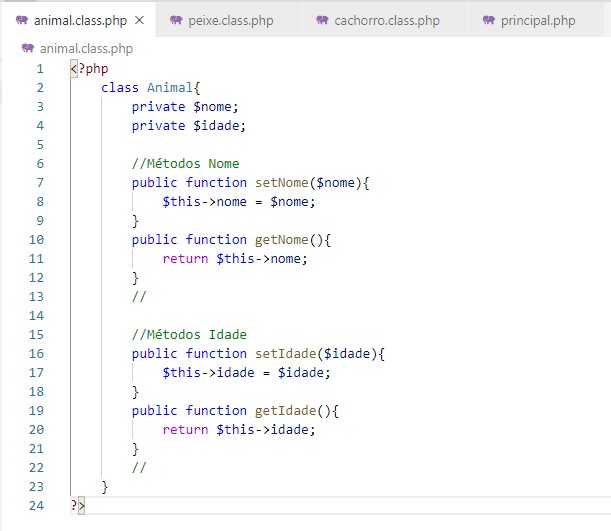 animal.class.php peixe.class.php cachorro.class.php principal.php
animal.class.php
1 <?php
2 class Animal{
3 private $nome;
4 private $idade;
5
6 //Métodos Nome
7 public function setNome($nome){
8 $this->nome = $nome;
9 }
10 public function getNome(){
11 return $this->nome;
12 }
13 //
14
15 //Métodos Idade
16 public function setIdade($idade){
17 $this->idade = $idade;
18 }
19 public function getIdade(){
20 return $this->idade;
21 }
22 //
23 }
24 ?>